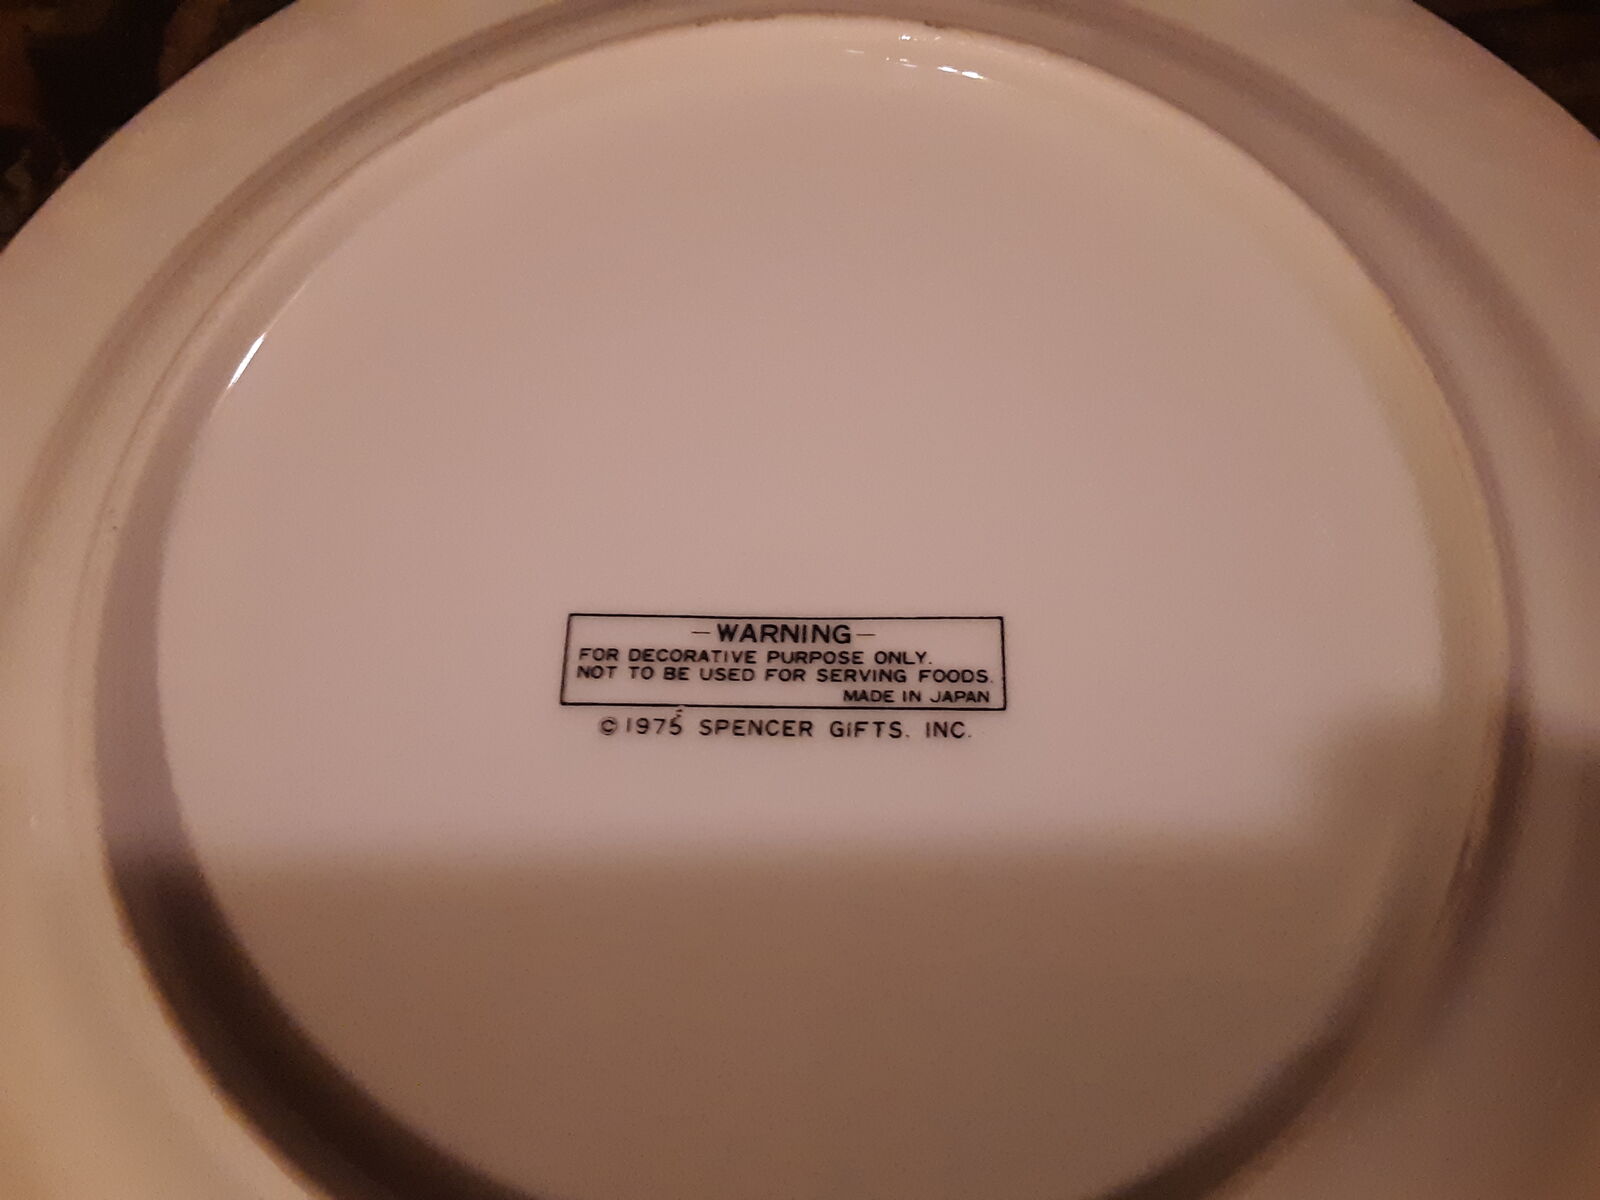 —WARNING—
FOR DECORATIVE PURPOSE ONLY.
NOT TO BE USED FOR SERVING FOODS.
MADE IN JAPAN
©1975 SPENCER GIFTS. INC.